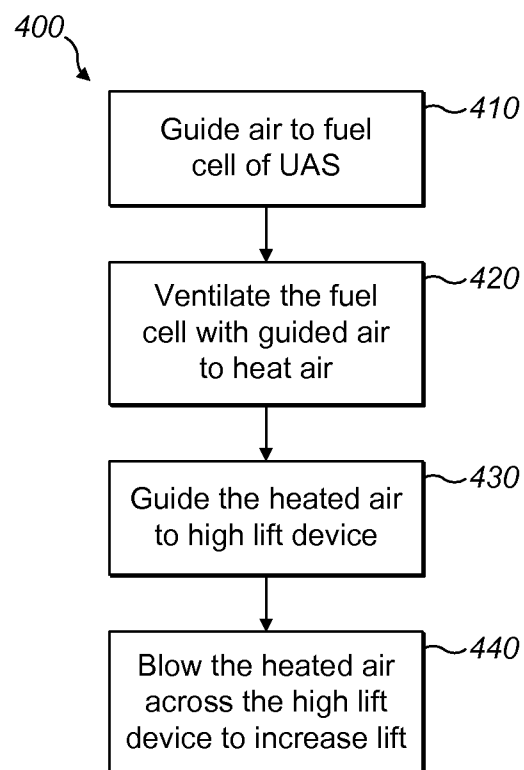 400
410
Guide air to fuel
cell of UAS
420
Ventilate the fuel
cell with guided air
to heat air
430
Guide the heated air
to high lift device
440
Blow the heated air
across the high lift
device to increase lift